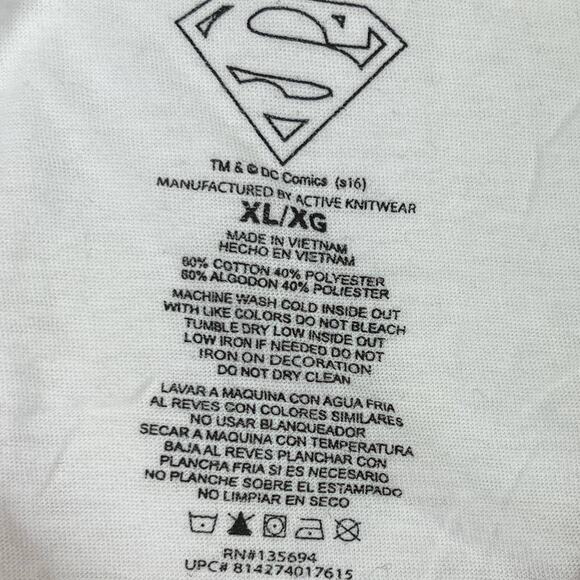 S
TM & © DC Comics (s16)
MANUFACTURED BY ACTIVE KNITWEAR
XL/XG
MADE IN VIETNAM
HECHO EN VIETNAM
60% COTTON 40% POLYESTER
60% ALGODON 40% POLIESTER
MACHINE WASH COLD INSIDE OUT
WITH LIKE COLORS DO NOT BLEACH
TUMBLE DRY LOW INSIDE OUT
LOW IRON IF NEEDED DO NOT
IRON ON DECORATION
DO NOT DRY CLEAN
LAVAR A MAQUINA CON AGUA FRIA
AL REVES CON COLORES SIMILARES
NO USAR BLANQUEADOR
SECAR A MAQUINA CON TEMPERATURA
BAJA AL REVES PLANCHAR CON
PLANCHA FRIA SI ES NECESARIO
NO PLANCHE SOBRE EL ESTAMPADO
NO LIMPIAR EN SECO
RN#135694
UPC# 814274017615